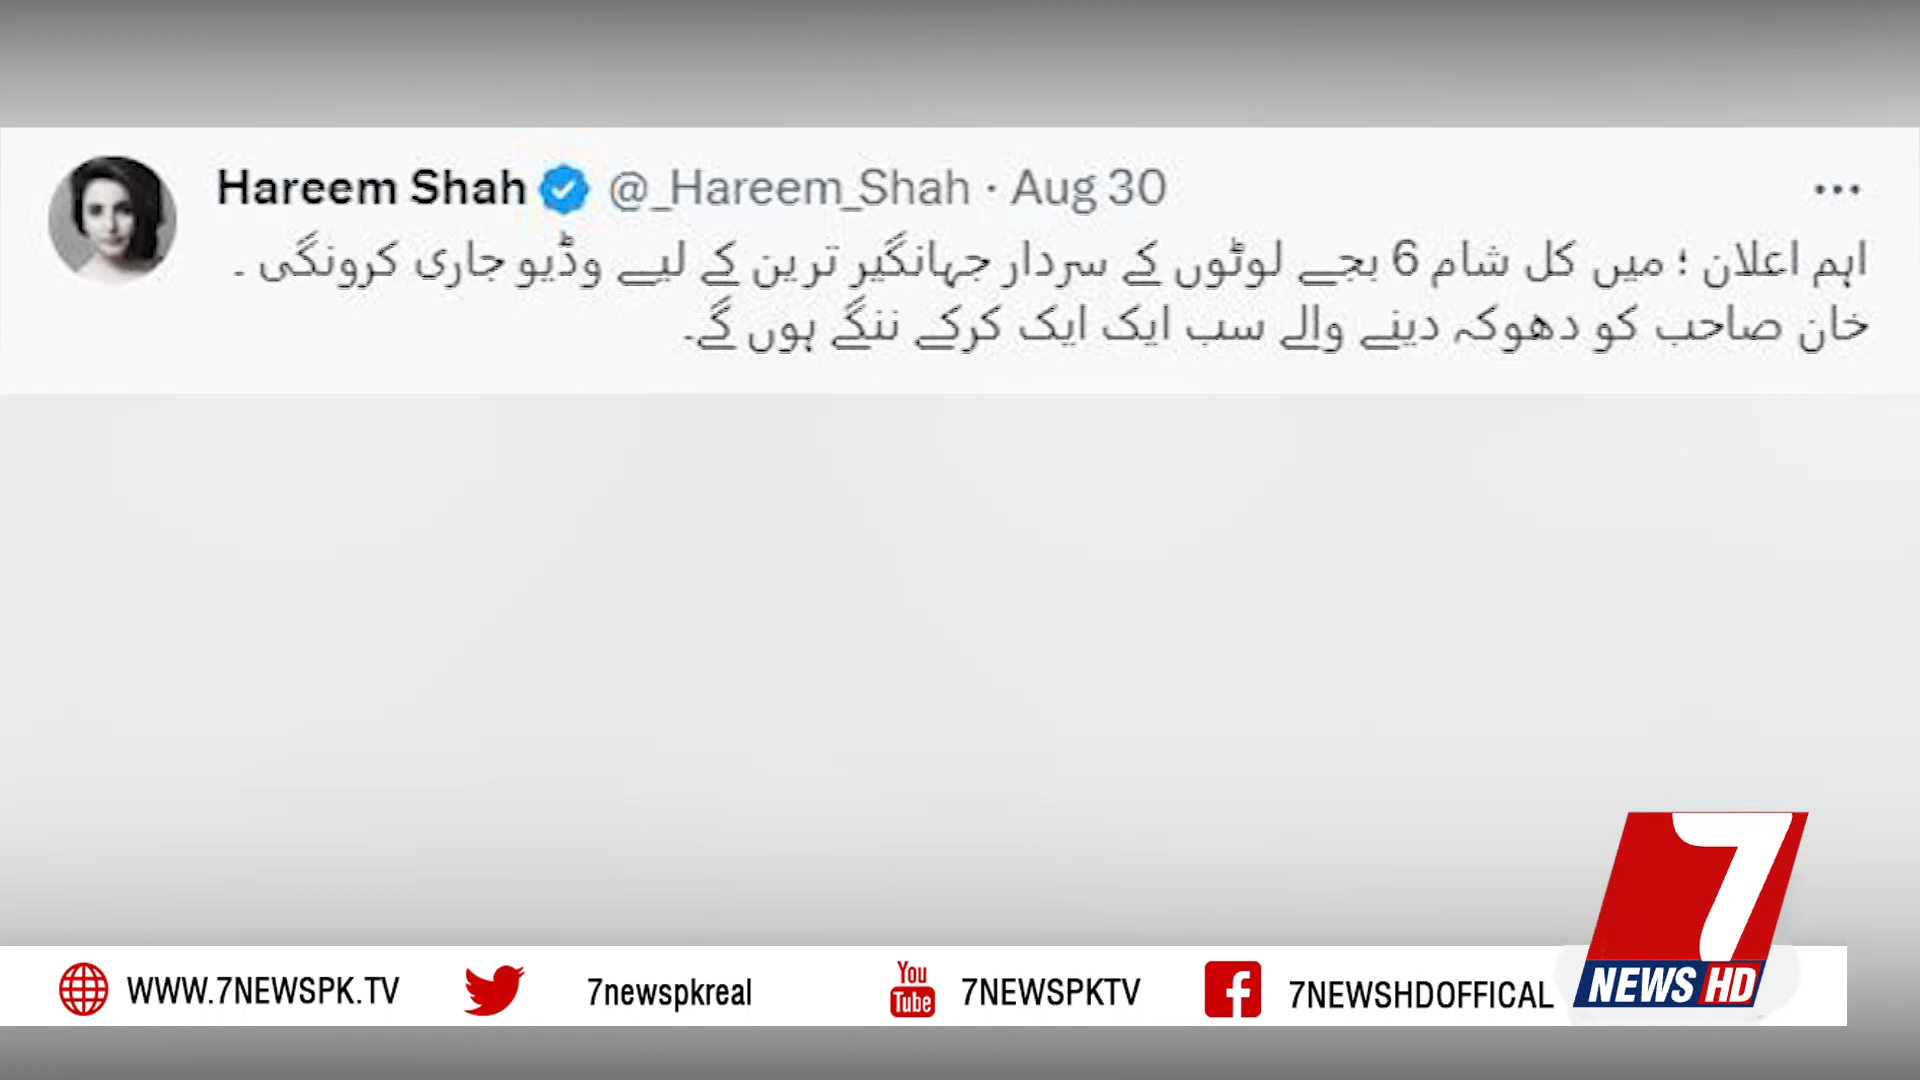 Hareem Shah @_Hareem_Shah · Aug 30
اہم اعلان ؛ میں کل شام 6 بجے لوٹوں کے سردار جہانگیر ترین کے لیے وڈیو جاری کرونگی ۔
خان صاحب کو دھوکہ دینے والے سب ایک ایک کرکے ننگے ہوں گے۔
7
NEWS HD
WWW.7NEWSPK.TV 7newspkreal You Tube 7NEWSPKTV f 7NEWSHDOFFICAL